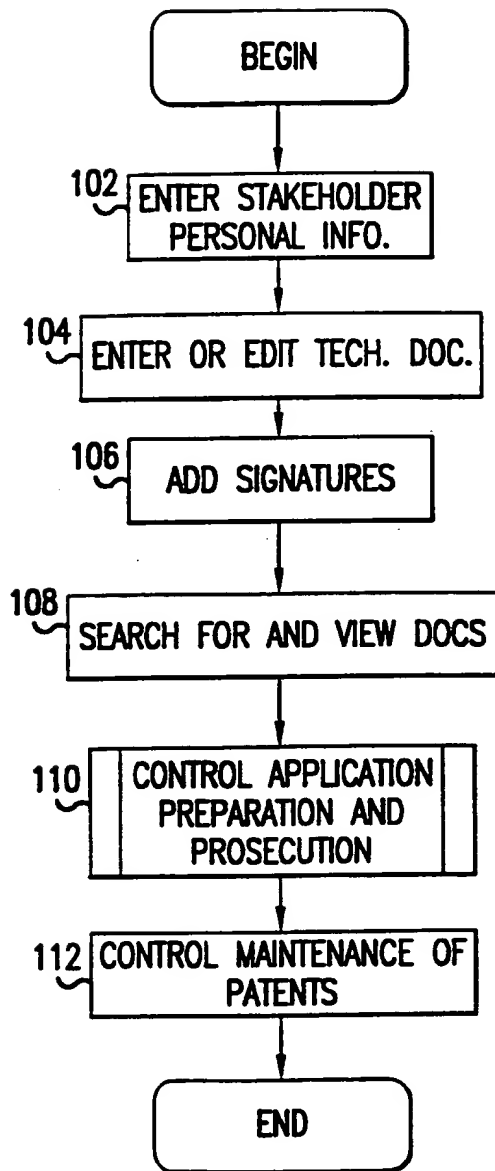 BEGIN
102
ENTER STAKEHOLDER
PERSONAL INFO.
104
ENTER OR EDIT TECH. DOC.
106
ADD SIGNATURES
108
SEARCH FOR AND VIEW DOCS
110
CONTROL APPLICATION
PREPARATION AND
PROSECUTION
112
CONTROL MAINTENANCE OF
PATENTS
END